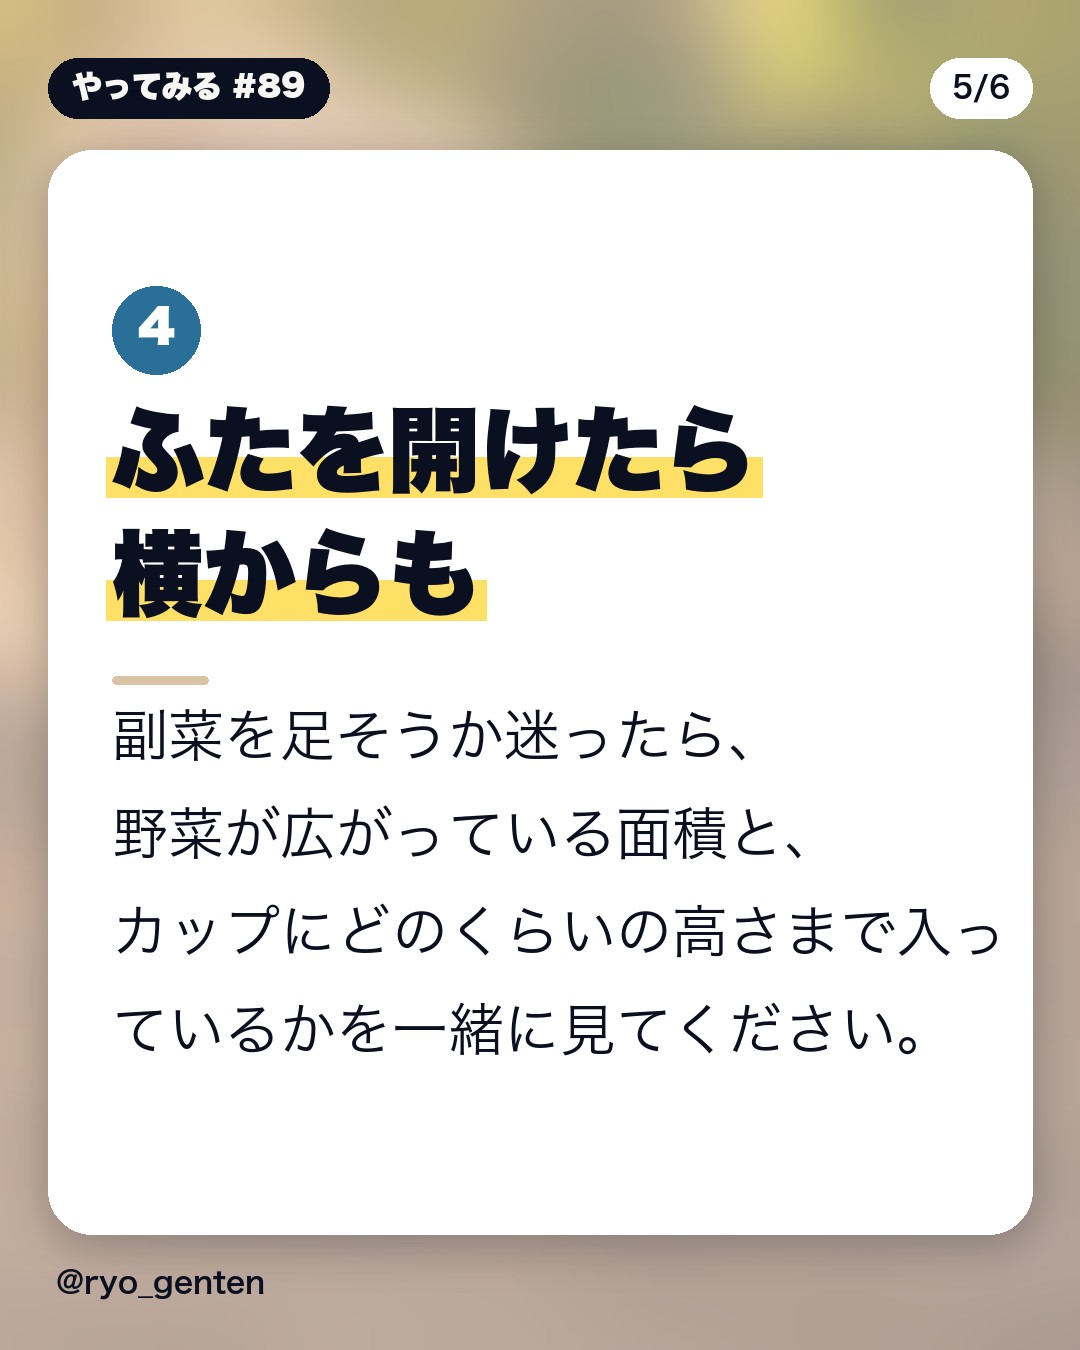 やってみる #89
5/6
4
ふたを開けたら
横からも
副菜を足そうか迷ったら、
野菜が広がっている面積と、
カップにどのくらいの高さまで入っ
ているかを一緒に見てください。
@ryo_genten